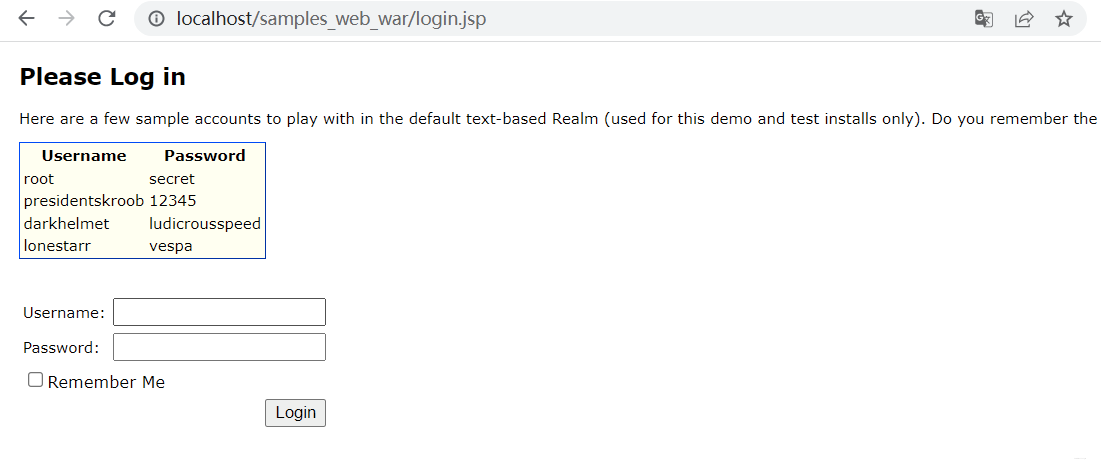 localhost/samples_web_war/login.jsp
Please Log in
Here are a few sample accounts to play with in the default text-based Realm (used for this demo and test installs only). Do you remember the
Username Password
root secret
presidentskroob 12345
darkhelmet ludicrousspeed
lonestarr vespa
Username:
Password:
Remember Me
Login